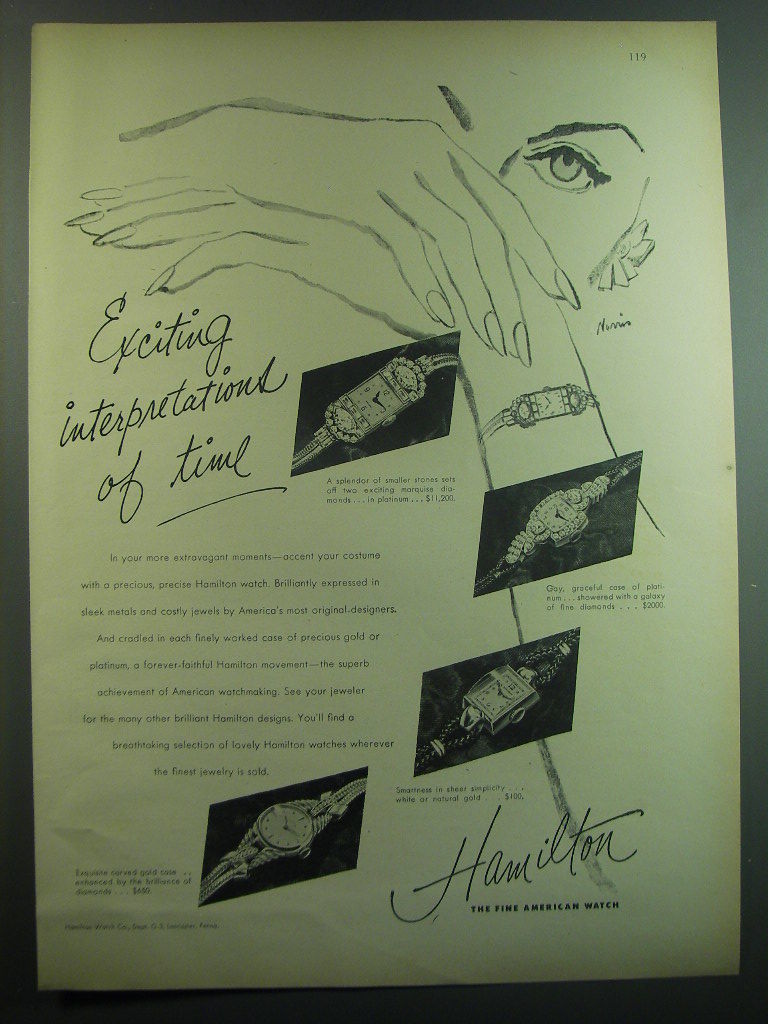 119
Norris
Exciting
interpretations
of time
A splendor of smaller stones sets
off two exciting marquise dia-
monds . . . in platinum . . . $11,200.
Gay, graceful case of plati-
num . . . showered with a galaxy
of fine diamonds . . . $2000.
In your more extravagant moments—accent your costume
with a precious, precise Hamilton watch. Brilliantly expressed in
sleek metals and costly jewels by America's most original designers.
And cradled in each finely worked case of precious gold or
platinum, a forever-faithful Hamilton movement—the superb
achievement of American watchmaking. See your jeweler
for the many other brilliant Hamilton designs. You'll find a
breathtaking selection of lovely Hamilton watches wherever
the finest jewelry is sold.
Smartness in sheer simplicity . . .
white or natural gold . . . $100.
Exquisite carved gold case . .
enhanced by the brilliance of
diamonds . . .
Hamilton
THE FINE AMERICAN WATCH
Hamilton Watch Co., Dept. G-3, Lancaster, Penna.